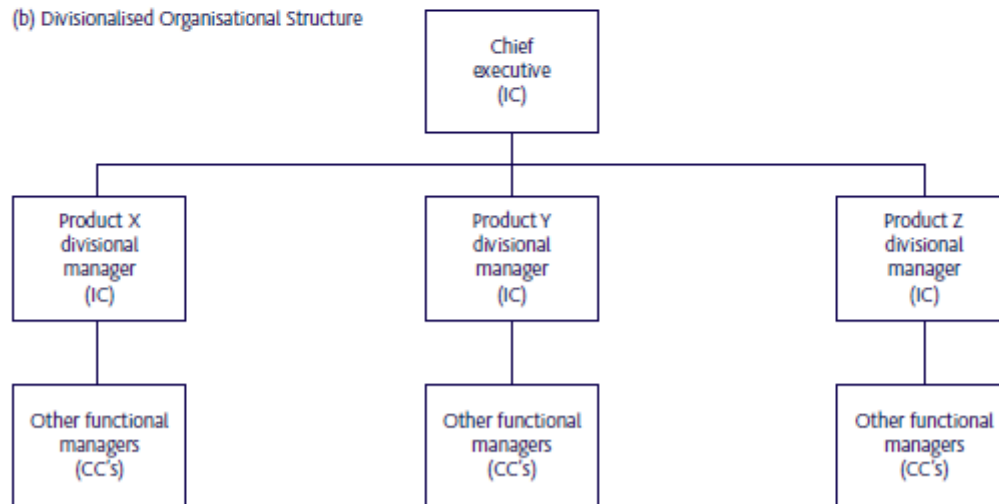 (b) Divisionalised Organisational Structure
Chief
executive
(IC)
Product X
divisional
manager
(IC)
Product Y
divisional
manager
(IC)
Product Z
divisional
manager
(IC)
Other functional
managers
(CC's)
Other functional
managers
(CC's)
Other functional
managers
(CC's)